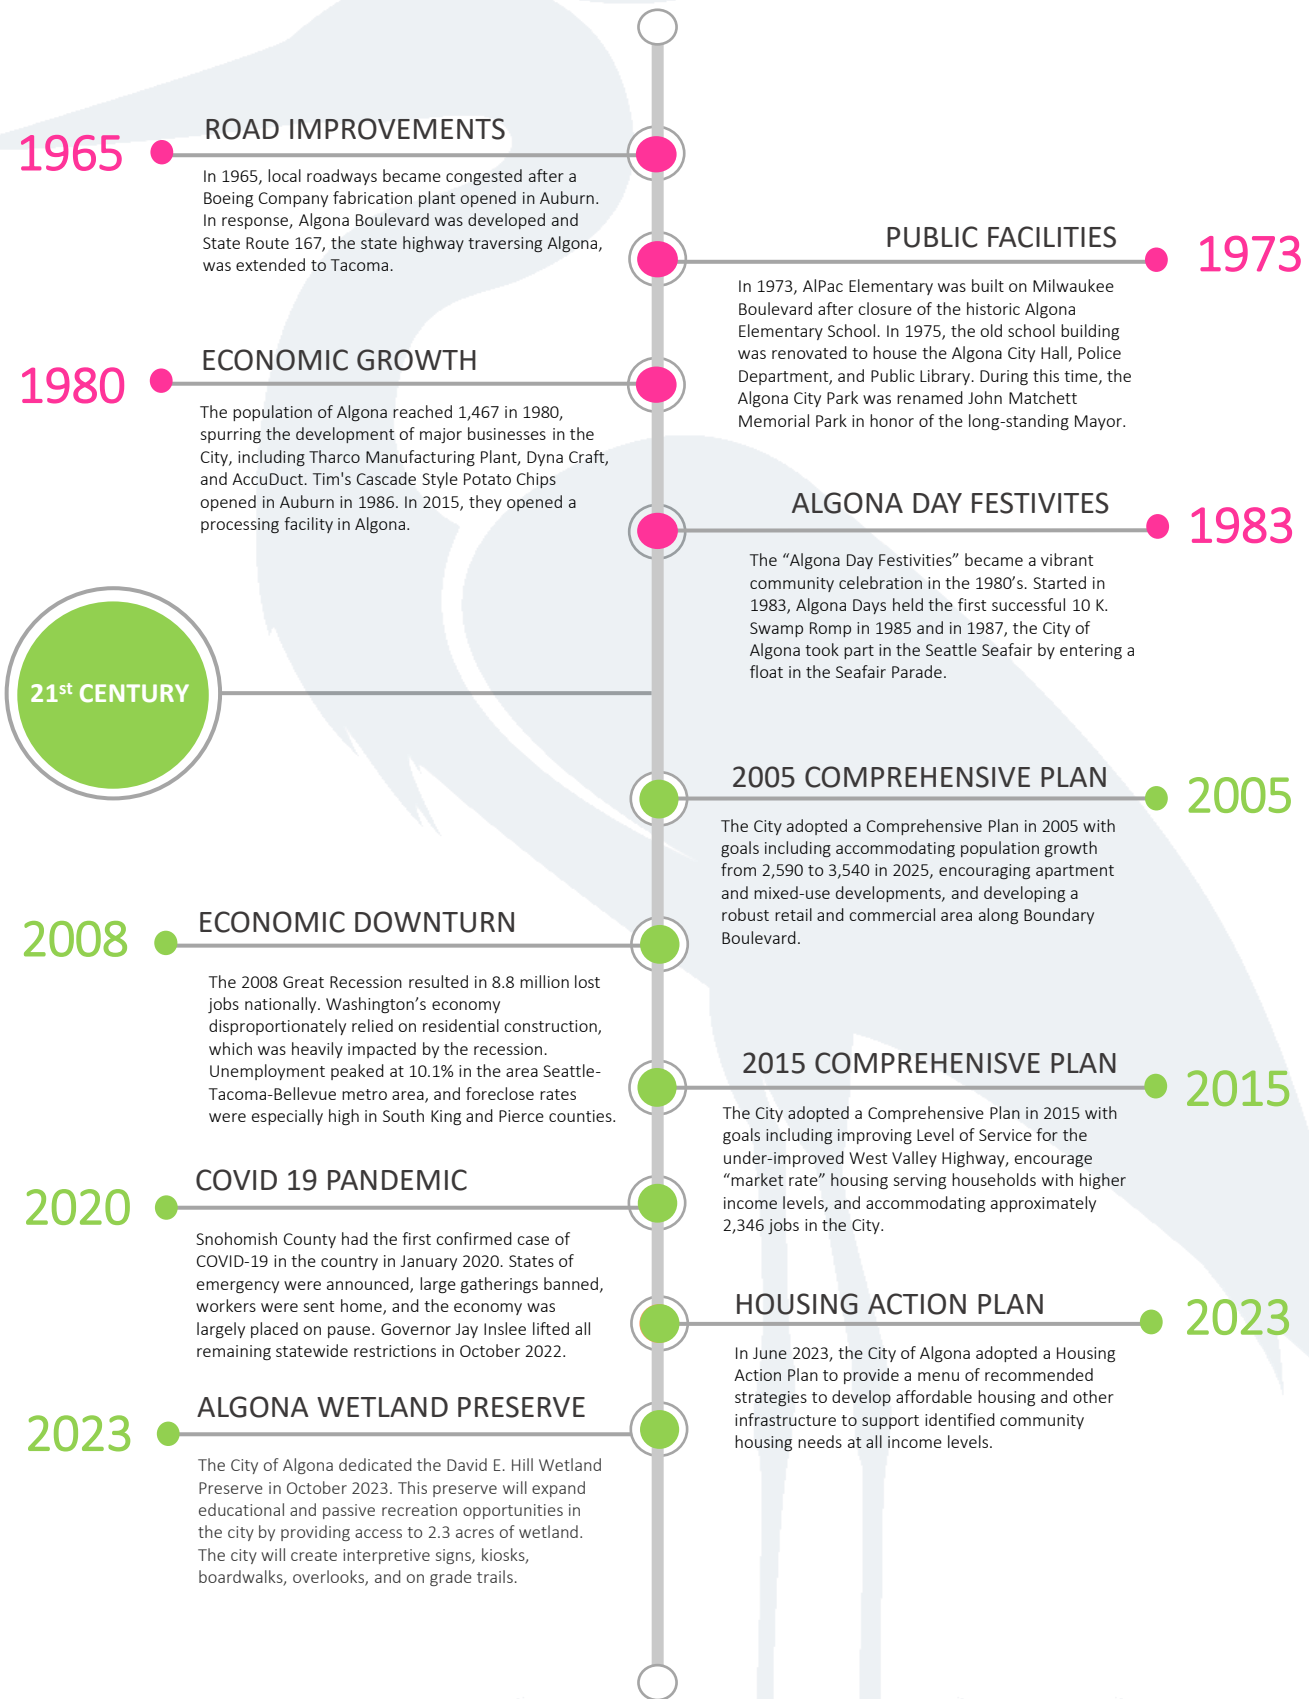 ROAD IMPROVEMENTS
1965
In 1965, local roadways became congested after a
Boeing Company fabrication plant opened in Auburn.
In response, Algona Boulevard was developed and
State Route 167, the state highway traversing Algona,
was extended to Tacoma.
PUBLIC FACILITIES
1973
In 1973, AlPac Elementary was built on Milwaukee
Boulevard after closure of the historic Algona
Elementary School. In 1975, the old school building
was renovated to house the Algona City Hall, Police
Department, and Public Library. During this time, the
Algona City Park was renamed John Matchett
Memorial Park in honor of the long-standing Mayor.
ECONOMIC GROWTH
1980
The population of Algona reached 1,467 in 1980,
spurring the development of major businesses in the
City, including Tharco Manufacturing Plant, Dyna Craft,
and AccuDuct. Tim's Cascade Style Potato Chips
opened in Auburn in 1986. In 2015, they opened a
processing facility in Algona.
ALGONA DAY FESTIVITES
1983
The “Algona Day Festivities” became a vibrant
community celebration in the 1980’s. Started in
1983, Algona Days held the first successful 10 K.
Swamp Romp in 1985 and in 1987, the City of
Algona took part in the Seattle Seafair by entering a
float in the Seafair Parade.
21st CENTURY
2005 COMPREHENSIVE PLAN
2005
The City adopted a Comprehensive Plan in 2005 with
goals including accommodating population growth
from 2,590 to 3,540 in 2025, encouraging apartment
and mixed-use developments, and developing a
robust retail and commercial area along Boundary
Boulevard.
ECONOMIC DOWNTURN
2008
The 2008 Great Recession resulted in 8.8 million lost
jobs nationally. Washington’s economy
disproportionately relied on residential construction,
which was heavily impacted by the recession.
Unemployment peaked at 10.1% in the area Seattle-
Tacoma-Bellevue metro area, and foreclose rates
were especially high in South King and Pierce counties.
2015 COMPREHENISVE PLAN
2015
The City adopted a Comprehensive Plan in 2015 with
goals including improving Level of Service for the
under-improved West Valley Highway, encourage
“market rate” housing serving households with higher
income levels, and accommodating approximately
2,346 jobs in the City.
COVID 19 PANDEMIC
2020
Snohomish County had the first confirmed case of
COVID-19 in the country in January 2020. States of
emergency were announced, large gatherings banned,
workers were sent home, and the economy was
largely placed on pause. Governor Jay Inslee lifted all
remaining statewide restrictions in October 2022.
HOUSING ACTION PLAN
2023
In June 2023, the City of Algona adopted a Housing
Action Plan to provide a menu of recommended
strategies to develop affordable housing and other
infrastructure to support identified community
housing needs at all income levels.
ALGONA WETLAND PRESERVE
2023
The City of Algona dedicated the David E. Hill Wetland
Preserve in October 2023. This preserve will expand
educational and passive recreation opportunities in
the city by providing access to 2.3 acres of wetland.
The city will create interpretive signs, kiosks,
boardwalks, overlooks, and on grade trails.